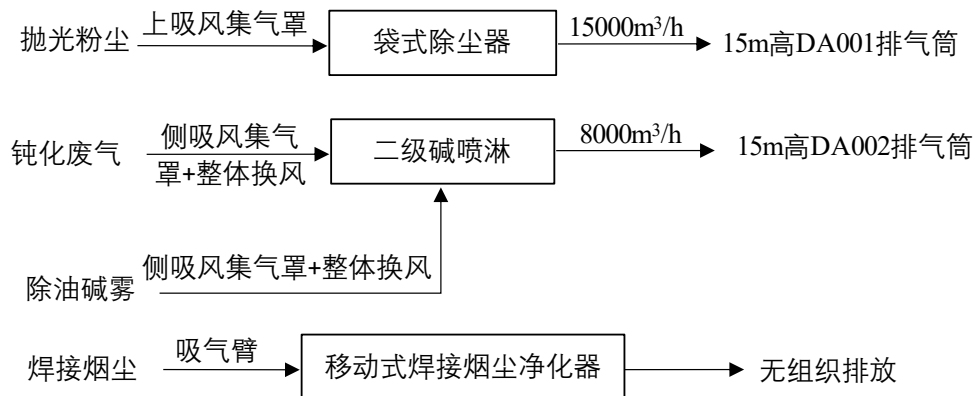 抛光粉尘 上吸风集气罩 袋式除尘器 15000m³/h 15m高DA001排气筒
钝化废气 侧吸风集气 二级碱喷淋 8000m³/h 15m高DA002排气筒
罩+整体换风
除油碱雾 侧吸风集气罩+整体换风
焊接烟尘 吸气臂 移动式焊接烟尘净化器 无组织排放